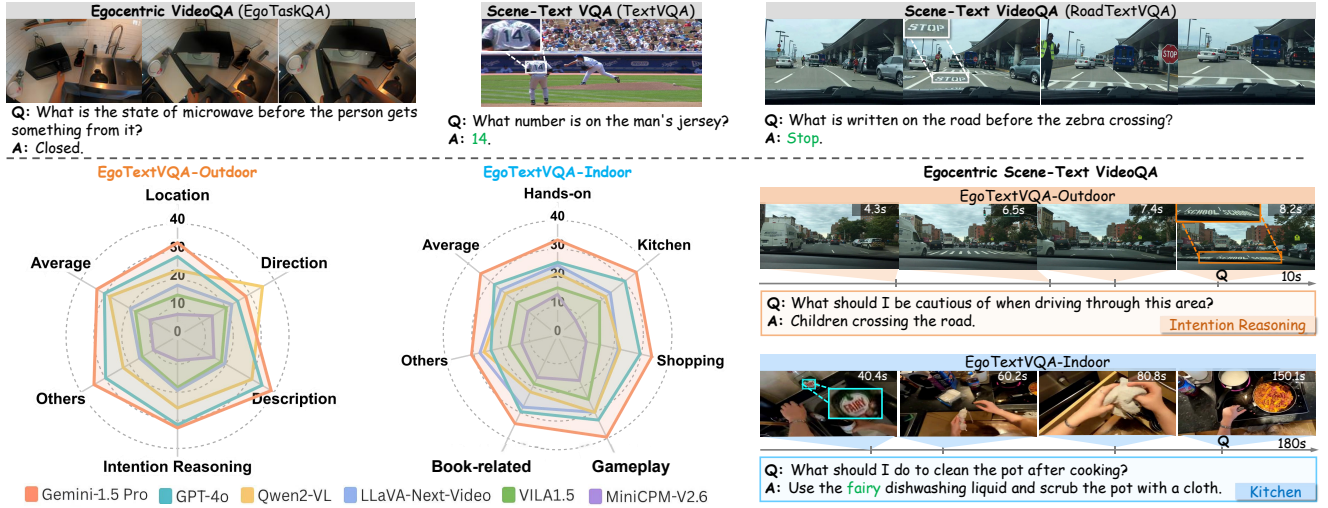 Egocentric VideoQA (EgoTaskQA)
Q: What is the state of microwave before the person gets
something from it?
A: Closed.
Scene-Text VQA (TextVQA)
14
14
Q: What number is on the man's jersey?
A: 14.
Scene-Text VideoQA (RoadTextVQA)
STOP
STOP
STOP
Q: What is written on the road before the zebra crossing?
A: Stop.
EgoTextVQA-Outdoor
Location
40
30
20
10
0
Average
Direction
Others
Description
Intention Reasoning
EgoTextVQA-Indoor
Hands-on
40
30
20
10
0
Average
Kitchen
Others
Shopping
Book-related
Gameplay
Gemini-1.5 Pro
GPT-4o
Qwen2-VL
LLaVA-Next-Video
VILA1.5
MiniCPM-V2.6
Egocentric Scene-Text VideoQA
EgoTextVQA-Outdoor
4.3s
6.5s
7.4s
8.2s
SCHOOL SCHOOL
Q
10s
Q: What should I be cautious of when driving through this area?
A: Children crossing the road.
Intention Reasoning
EgoTextVQA-Indoor
40.4s
60.2s
80.8s
150.1s
FAIRY
Q
180s
Q: What should I do to clean the pot after cooking?
A: Use the fairy dishwashing liquid and scrub the pot with a cloth.
Kitchen